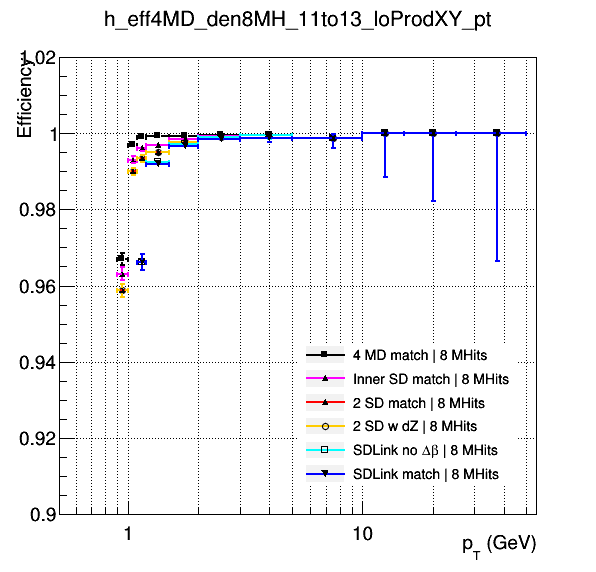 h_eff4MD_den8MH_11to13_loProdXY_pt
Efficiency
1.02
1
0.98
0.96
0.94
0.92
0.9
4 MD match | 8 MHits
Inner SD match | 8 MHits
2 SD match | 8 MHits
2 SD w dZ | 8 MHits
SDLink no Δβ | 8 MHits
SDLink match | 8 MHits
1
10
p_T (GeV)